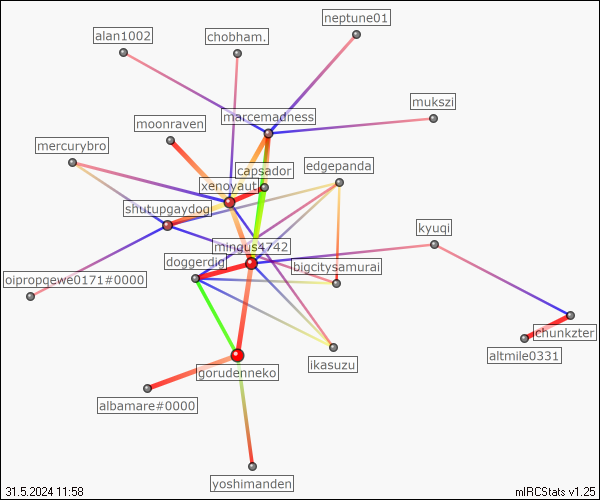 neptune01
alan1002
chobham.
mukszi
marcemadness
moonraven
mercurybro
edgepanda
capsador
xenoyaut
shutupgaydog
kyuqi
mingus4742
doggerdig
bigcitysamurai
oipropqewe0171#0000
chunkzter
altmile0331
ikasuzu
gorudenneko
albamare#0000
yoshimanden
31.5.2024 11:58
mIRCStats v1.25